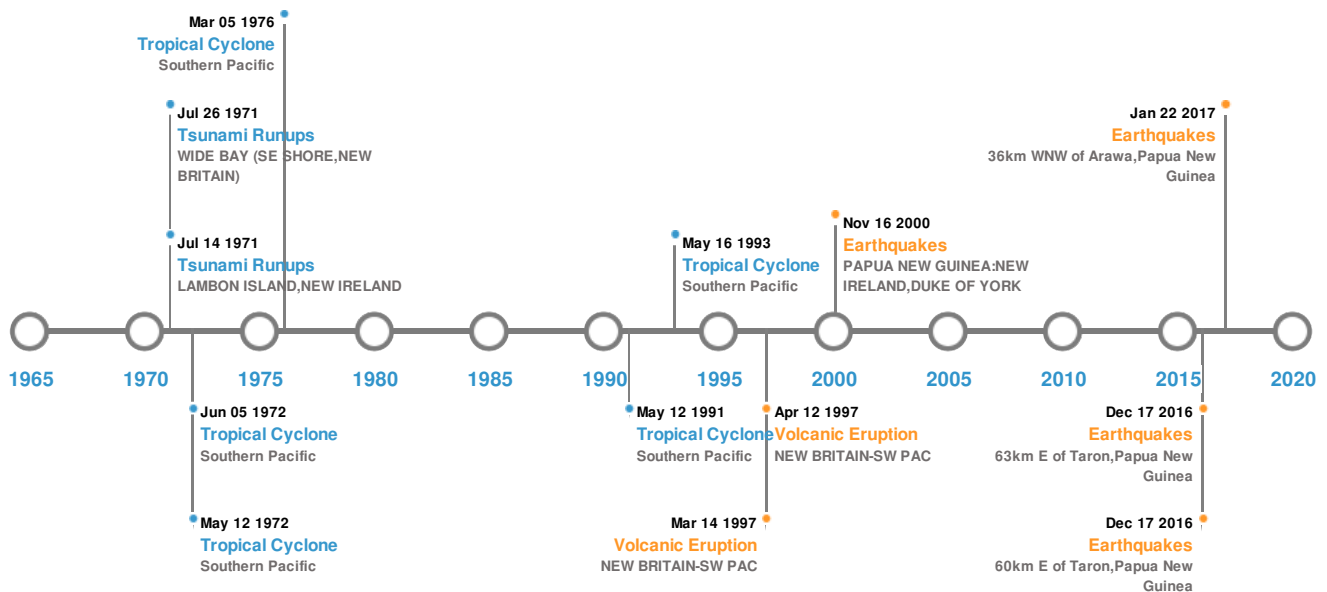 Mar 05 1976
Tropical Cyclone
Southern Pacific
Jul 26 1971
Tsunami Runups
WIDE BAY (SE SHORE,NEW
BRITAIN)
Jan 22 2017
Earthquakes
36km WNW of Arawa,Papua New
Guinea
Jul 14 1971
Tsunami Runups
LAMBON ISLAND,NEW IRELAND
May 16 1993
Tropical Cyclone
Southern Pacific
Nov 16 2000
Earthquakes
PAPUA NEW GUINEA:NEW
IRELAND,DUKE OF YORK
1965 1970 1975 1980 1985 1990 1995 2000 2005 2010 2015 2020
Jun 05 1972
Tropical Cyclone
Southern Pacific
May 12 1991
Tropical Cyclone
Southern Pacific
Apr 12 1997
Volcanic Eruption
NEW BRITAIN-SW PAC
Dec 17 2016
Earthquakes
63km E of Taron,Papua New
Guinea
May 12 1972
Tropical Cyclone
Southern Pacific
Mar 14 1997
Volcanic Eruption
NEW BRITAIN-SW PAC
Dec 17 2016
Earthquakes
60km E of Taron,Papua New
Guinea